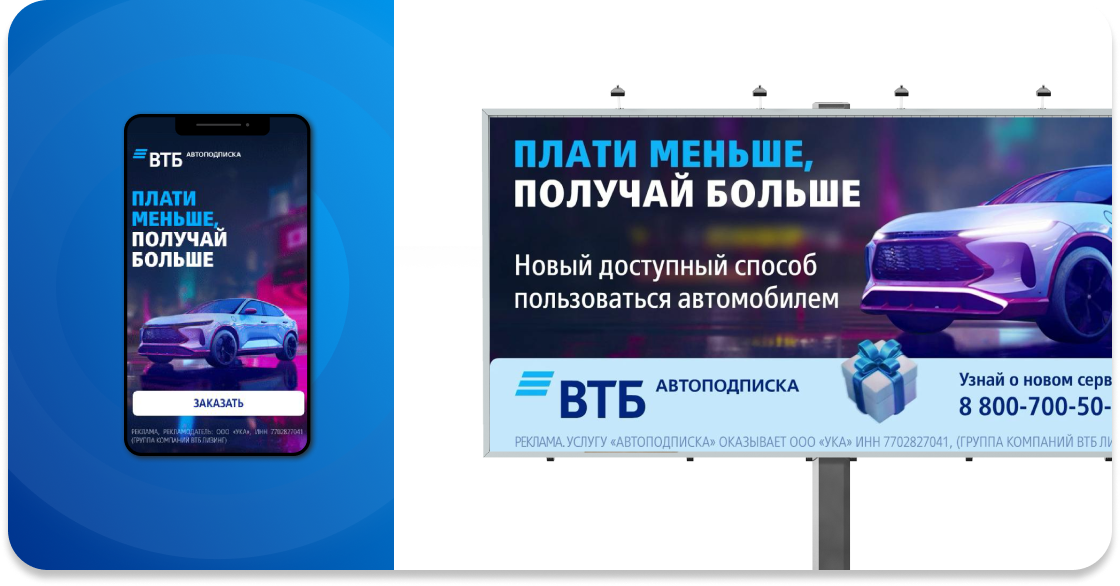 ВТБ АВТОПОДПИСКА
ПЛАТИ
МЕНЬШЕ,
ПОЛУЧАЙ
БОЛЬШЕ
ЗАКАЗАТЬ
РЕКЛАМА, РЕКЛАМОДАТЕЛЬ: ООО «УКА», ИНН 7702827041
(ГРУППА КОМПАНИЙ ВТБ ЛИЗИНГ)
ПЛАТИ МЕНЬШЕ,
ПОЛУЧАЙ БОЛЬШЕ
Новый доступный способ
пользоваться автомобилем
ВТБ АВТОПОДПИСКА
Узнай о новом серв
8 800-700-50-
РЕКЛАМА. УСЛУГУ «АВТОПОДПИСКА» ОКАЗЫВАЕТ ООО «УКА» ИНН 7702827041, (ГРУППА КОМПАНИЙ ВТБ ЛИ